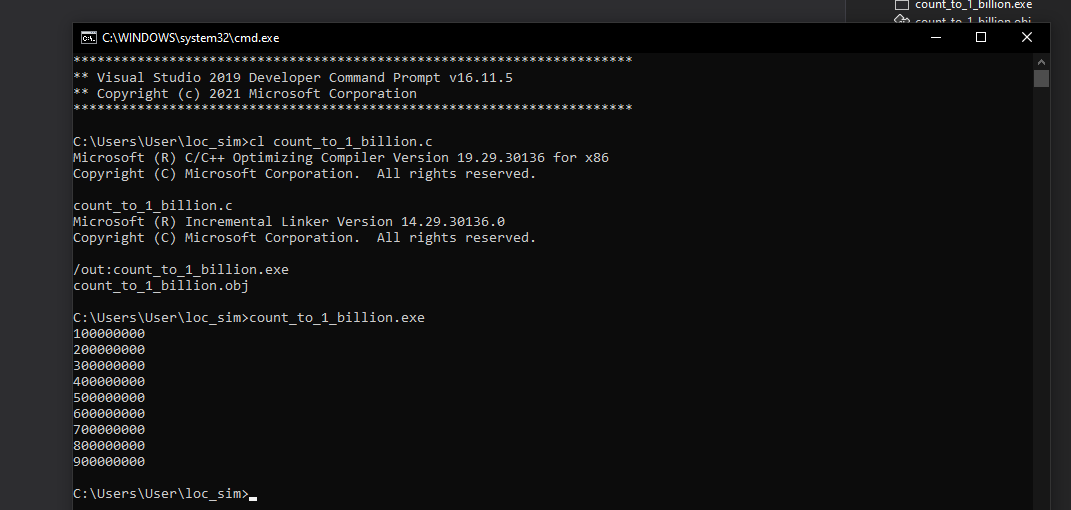 count_to_1_billion.exe
count_to_1_billion.obj
C:\WINDOWS\system32\cmd.exe
**********************************************************************
** Visual Studio 2019 Developer Command Prompt v16.11.5
** Copyright (c) 2021 Microsoft Corporation
**********************************************************************
C:\Users\User\loc_sim>cl count_to_1_billion.c
Microsoft (R) C/C++ Optimizing Compiler Version 19.29.30136 for x86
Copyright (C) Microsoft Corporation.  All rights reserved.
count_to_1_billion.c
Microsoft (R) Incremental Linker Version 14.29.30136.0
Copyright (C) Microsoft Corporation.  All rights reserved.
/out:count_to_1_billion.exe
count_to_1_billion.obj
C:\Users\User\loc_sim>count_to_1_billion.exe
100000000
200000000
300000000
400000000
500000000
600000000
700000000
800000000
900000000
C:\Users\User\loc_sim>